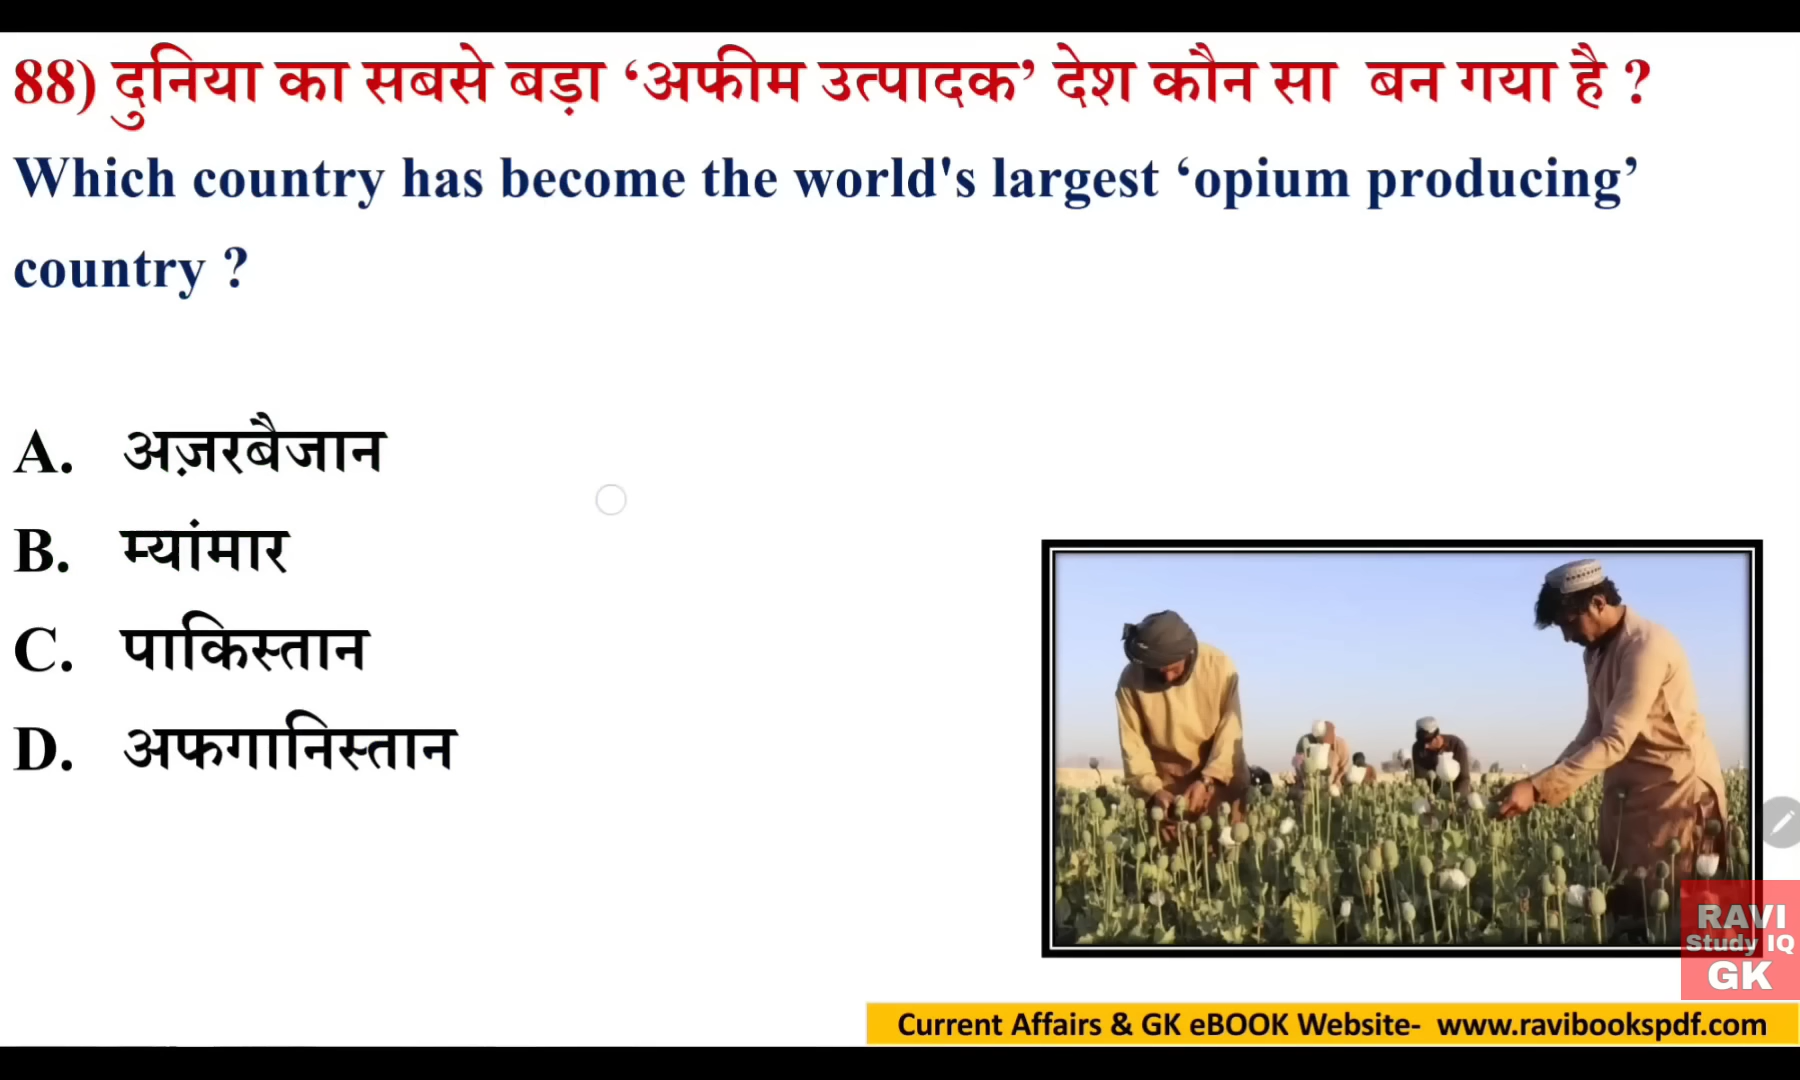 88) दुनिया का सबसे बड़ा ‘अफीम उत्पादक’ देश कौन सा बन गया है ?
Which country has become the world's largest ‘opium producing’
country ?
A. अज़रबैजान
B. म्यांमार
C. पाकिस्तान
D. अफगानिस्तान
RAVI
Study IQ
GK
Current Affairs & GK eBOOK Website- www.ravibookspdf.com